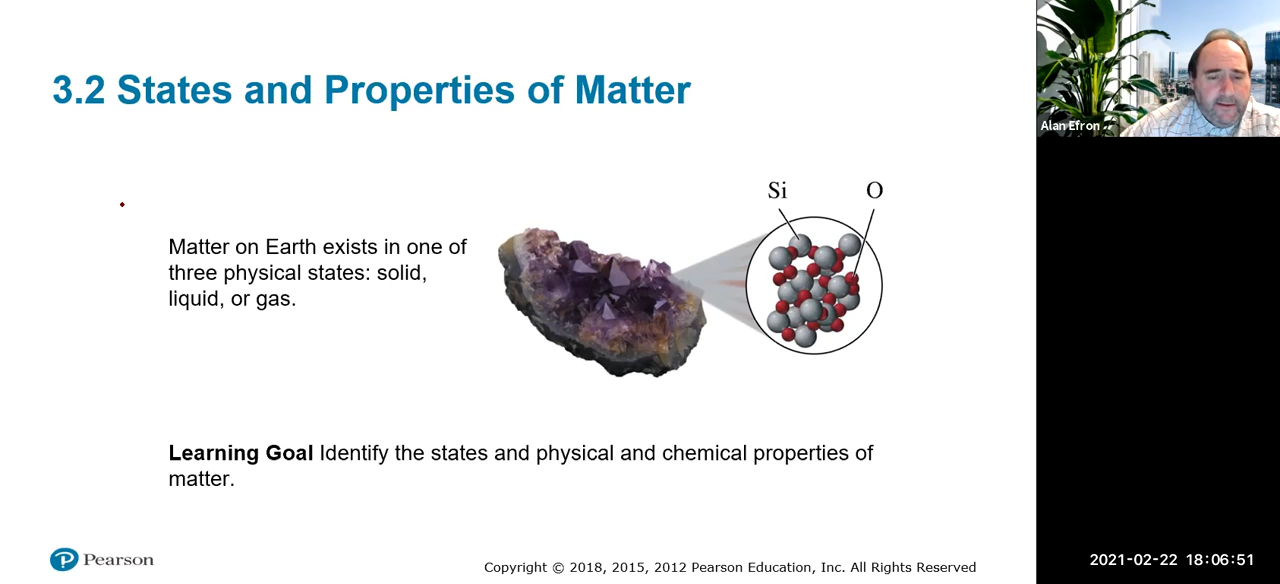 3.2 States and Properties of Matter
Si
O
Matter on Earth exists in one of
three physical states: solid,
liquid, or gas.
Learning Goal Identify the states and physical and chemical properties of
matter.
Pearson
Copyright © 2018, 2015, 2012 Pearson Education, Inc. All Rights Reserved
Alan Efron
2021-02-22 18:06:51